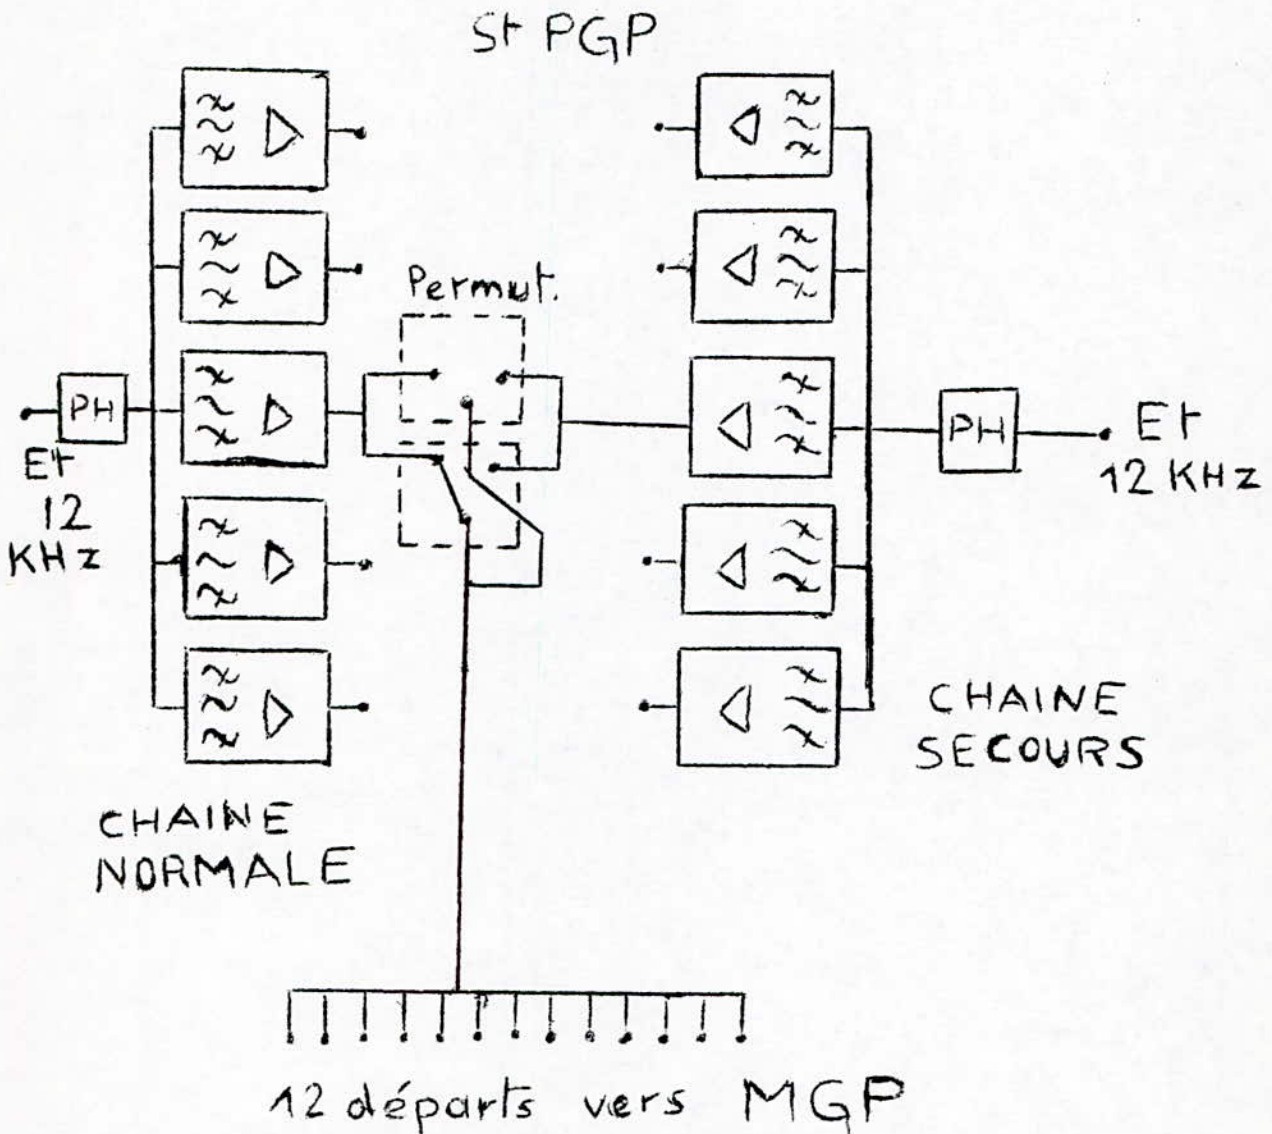 St PGP
Permut.
PH
Et
12
KHz
PH
Et
12 KHz
CHAINE
SECOURS
CHAINE
NORMALE
12 départs vers MGP